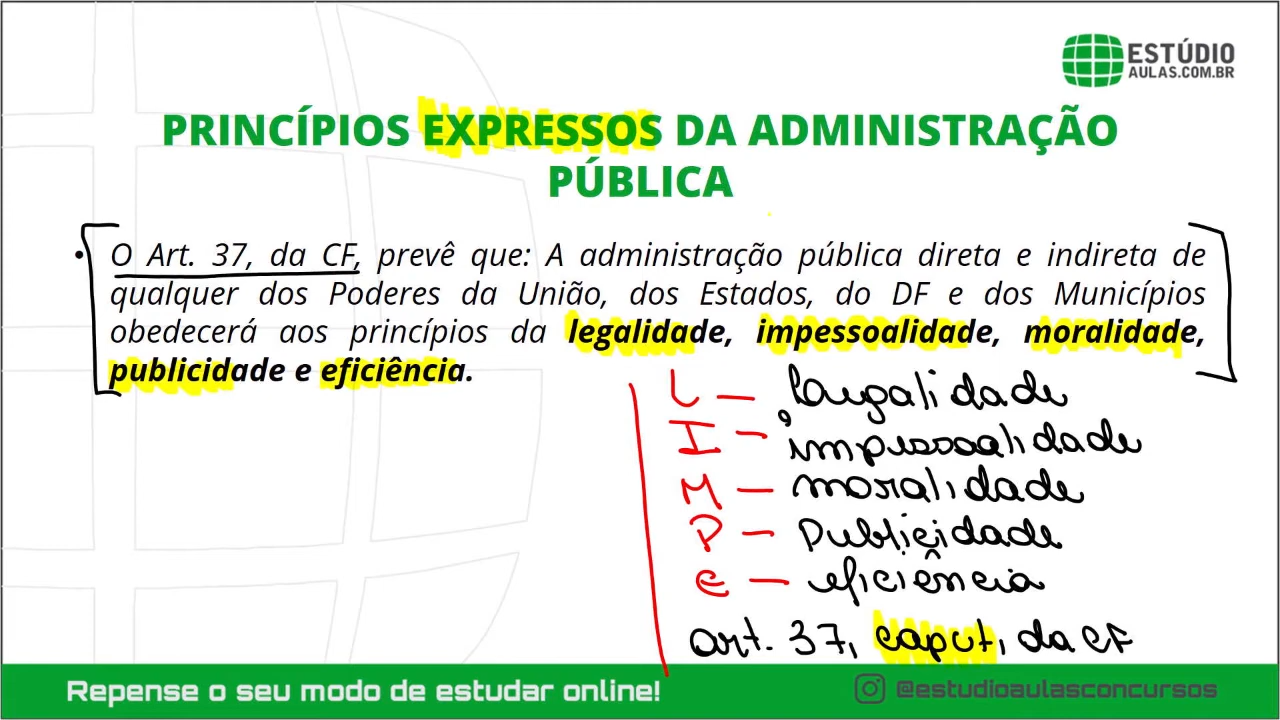 ESTÚDIO
AULAS.COM.BR
PRINCÍPIOS EXPRESSOS DA ADMINISTRAÇÃO
PÚBLICA
• O Art. 37, da CF, prevê que: A administração pública direta e indireta de
qualquer dos Poderes da União, dos Estados, do DF e dos Municípios
obedecerá aos princípios da legalidade, impessoalidade, moralidade,
publicidade e eficiência.
L — legalidade
I — impessoalidade
M — moralidade
P — Publicidade
E — eficiência
art. 37, caput, da CF
Repense o seu modo de estudar online!
@estudioaulasconcursos